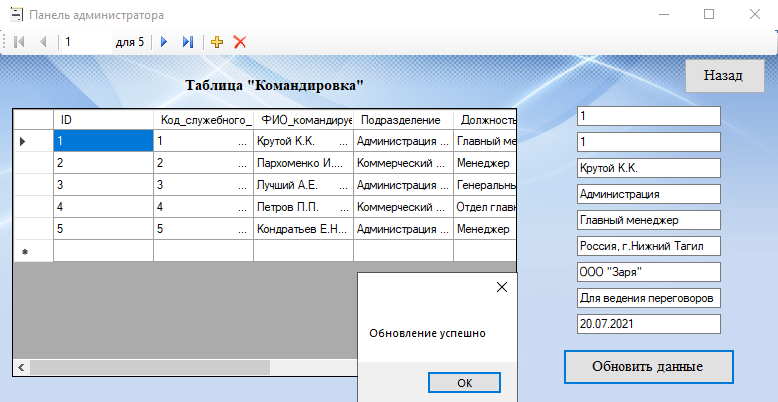 Панель администратора
1 для 5
Назад
Таблица "Командировка"
ID Код_служебного_ ФИО_командируе Подразделение Должность
1 1 ... Крутой К.К. ... Администрация ... Главный ме
2 2 ... Пархоменко И.... Коммерческий ... Менеджер
3 3 ... Лучший А.Е. ... Администрация ... Генеральны
4 4 ... Петров П.П. ... Коммерческий ... Отдел главн
5 5 ... Кондратьев Е.Н... Администрация ... Менеджер
1
1
Крутой К.К.
Администрация
Главный менеджер
Россия, г.Нижний Тагил
ООО "Заря"
Для ведения переговоров
20.07.2021
Обновить данные
Обновление успешно
ОК